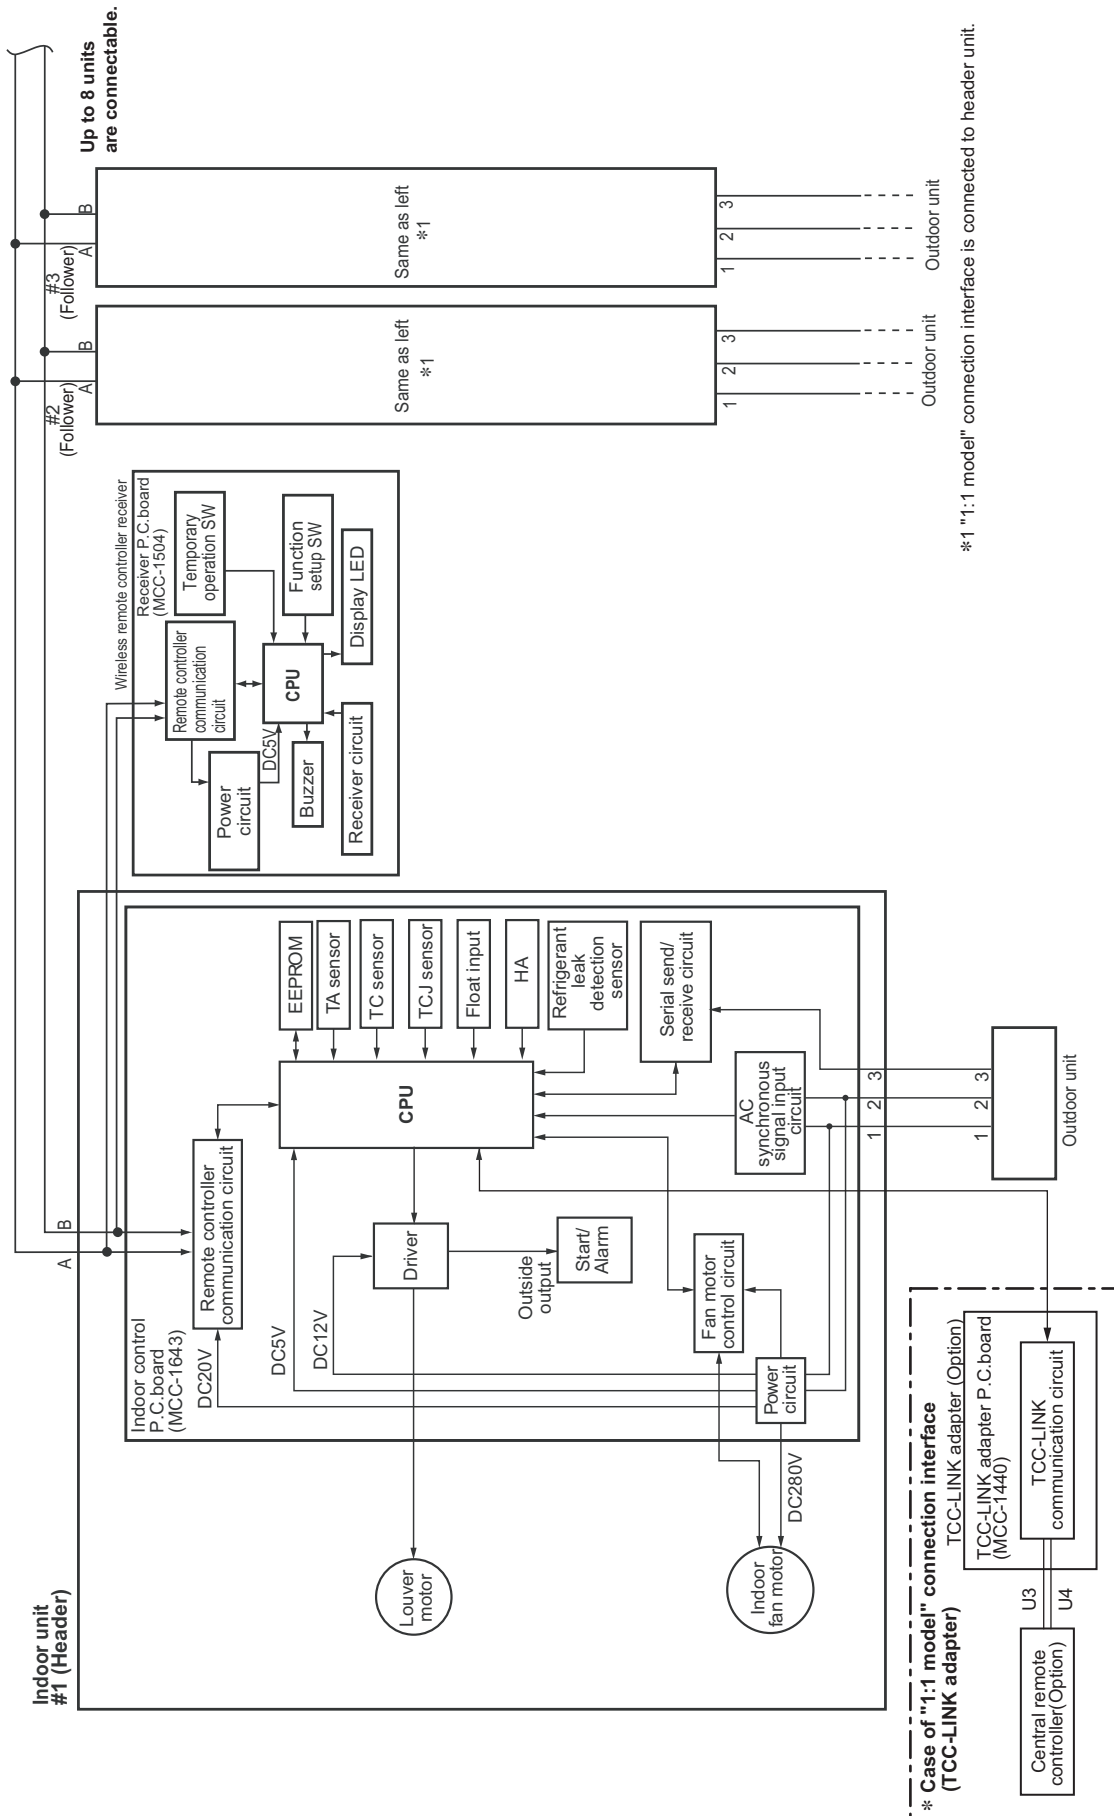 Indoor unit
#1 (Header)
Indoor control
P.C.board
(MCC-1643)
A
B
Remote controller
communication circuit
DC20V
DC5V
DC12V
Driver
Outside
output
Start/
Alarm
Louver
motor
CPU
EEPROM
TA sensor
TC sensor
TCJ sensor
Float input
HA
Refrigerant
leak
detection
sensor
Serial send/
receive circuit
AC
synchronous
signal input
circuit
Fan motor
control circuit
Power
circuit
DC280V
Indoor
fan motor
1
2
3
1
2
3
Outdoor unit
Wireless remote controller receiver
Receiver P.C.board
(MCC-1504)
Remote controller
communication
circuit
Temporary
operation SW
Power
circuit
DC5V
CPU
Function
setup SW
Buzzer
Display LED
Receiver circuit
#2
(Follower)
A
B
Same as left
*1
1
2
3
Outdoor unit
#3
(Follower)
A
B
Same as left
*1
1
2
3
Outdoor unit
Up to 8 units
are connectable.
* Case of "1:1 model" connection interface
(TCC-LINK adapter)
TCC-LINK adapter (Option)
TCC-LINK adapter P.C.board
(MCC-1440)
TCC-LINK
communication circuit
U3
U4
Central remote
controller(Option)
*1 "1:1 model" connection interface is connected to header unit.